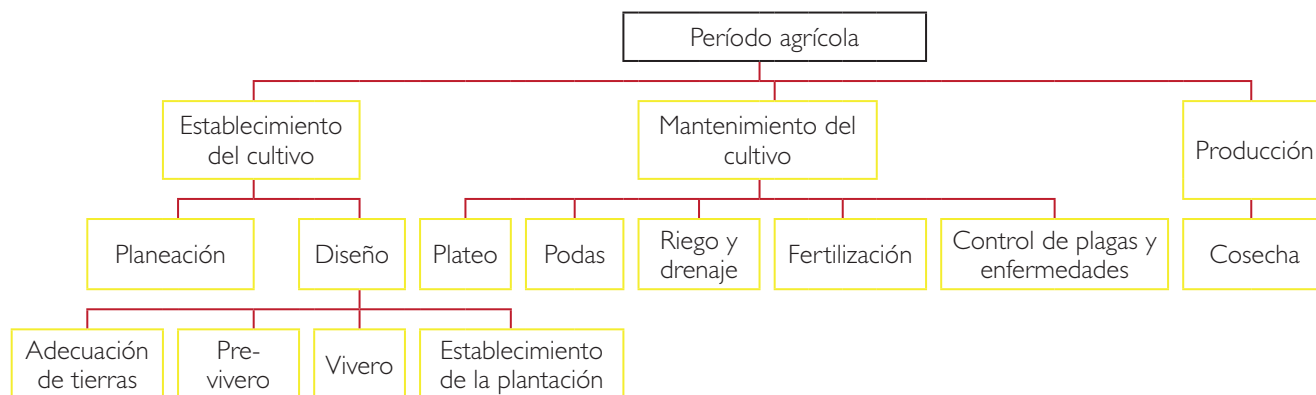 Período agrícola
Establecimiento
del cultivo
Mantenimiento del
cultivo
Producción
Planeación
Diseño
Plateo
Podas
Riego y
drenaje
Fertilización
Control de plagas y
enfermedades
Cosecha
Adecuación
de tierras
Pre-
vivero
Vivero
Establecimiento
de la plantación